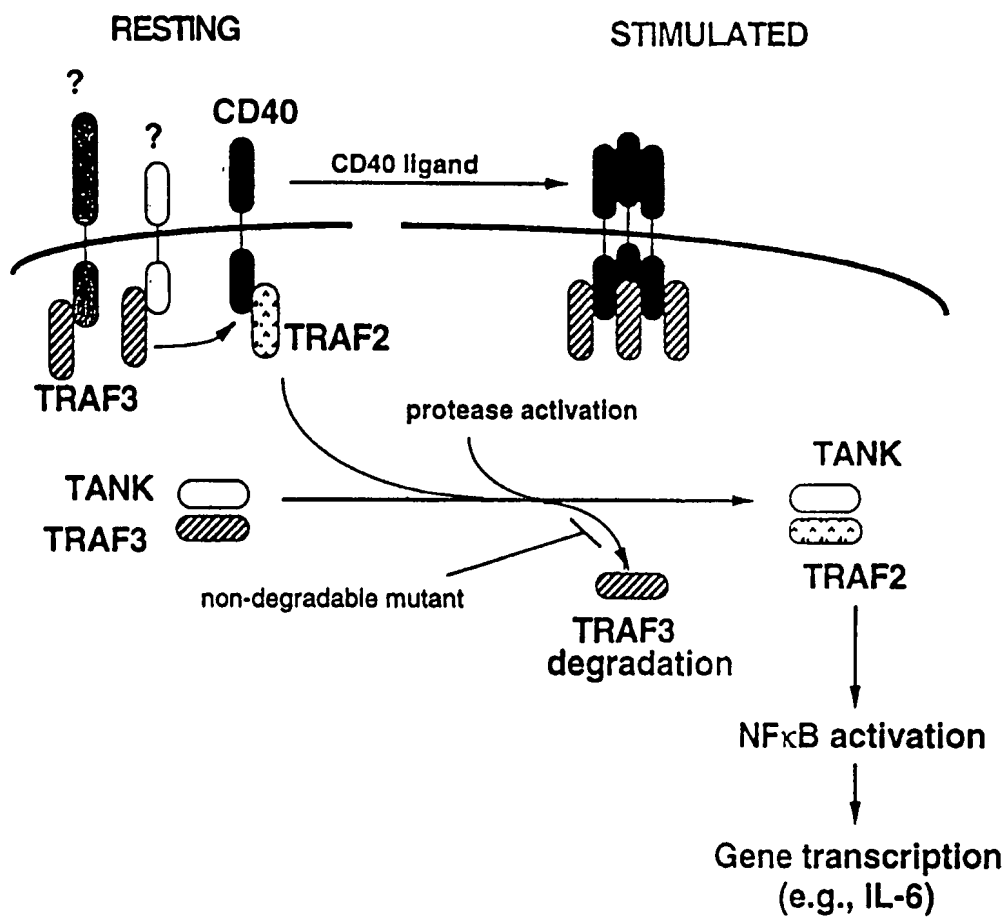 RESTING
STIMULATED
?
?
CD40
CD40 ligand
TRAF2
TRAF3
protease activation
TANK
TRAF3
TANK
TRAF2
non-degradable mutant
TRAF3
degradation
NFκB activation
Gene transcription
(e.g., IL-6)